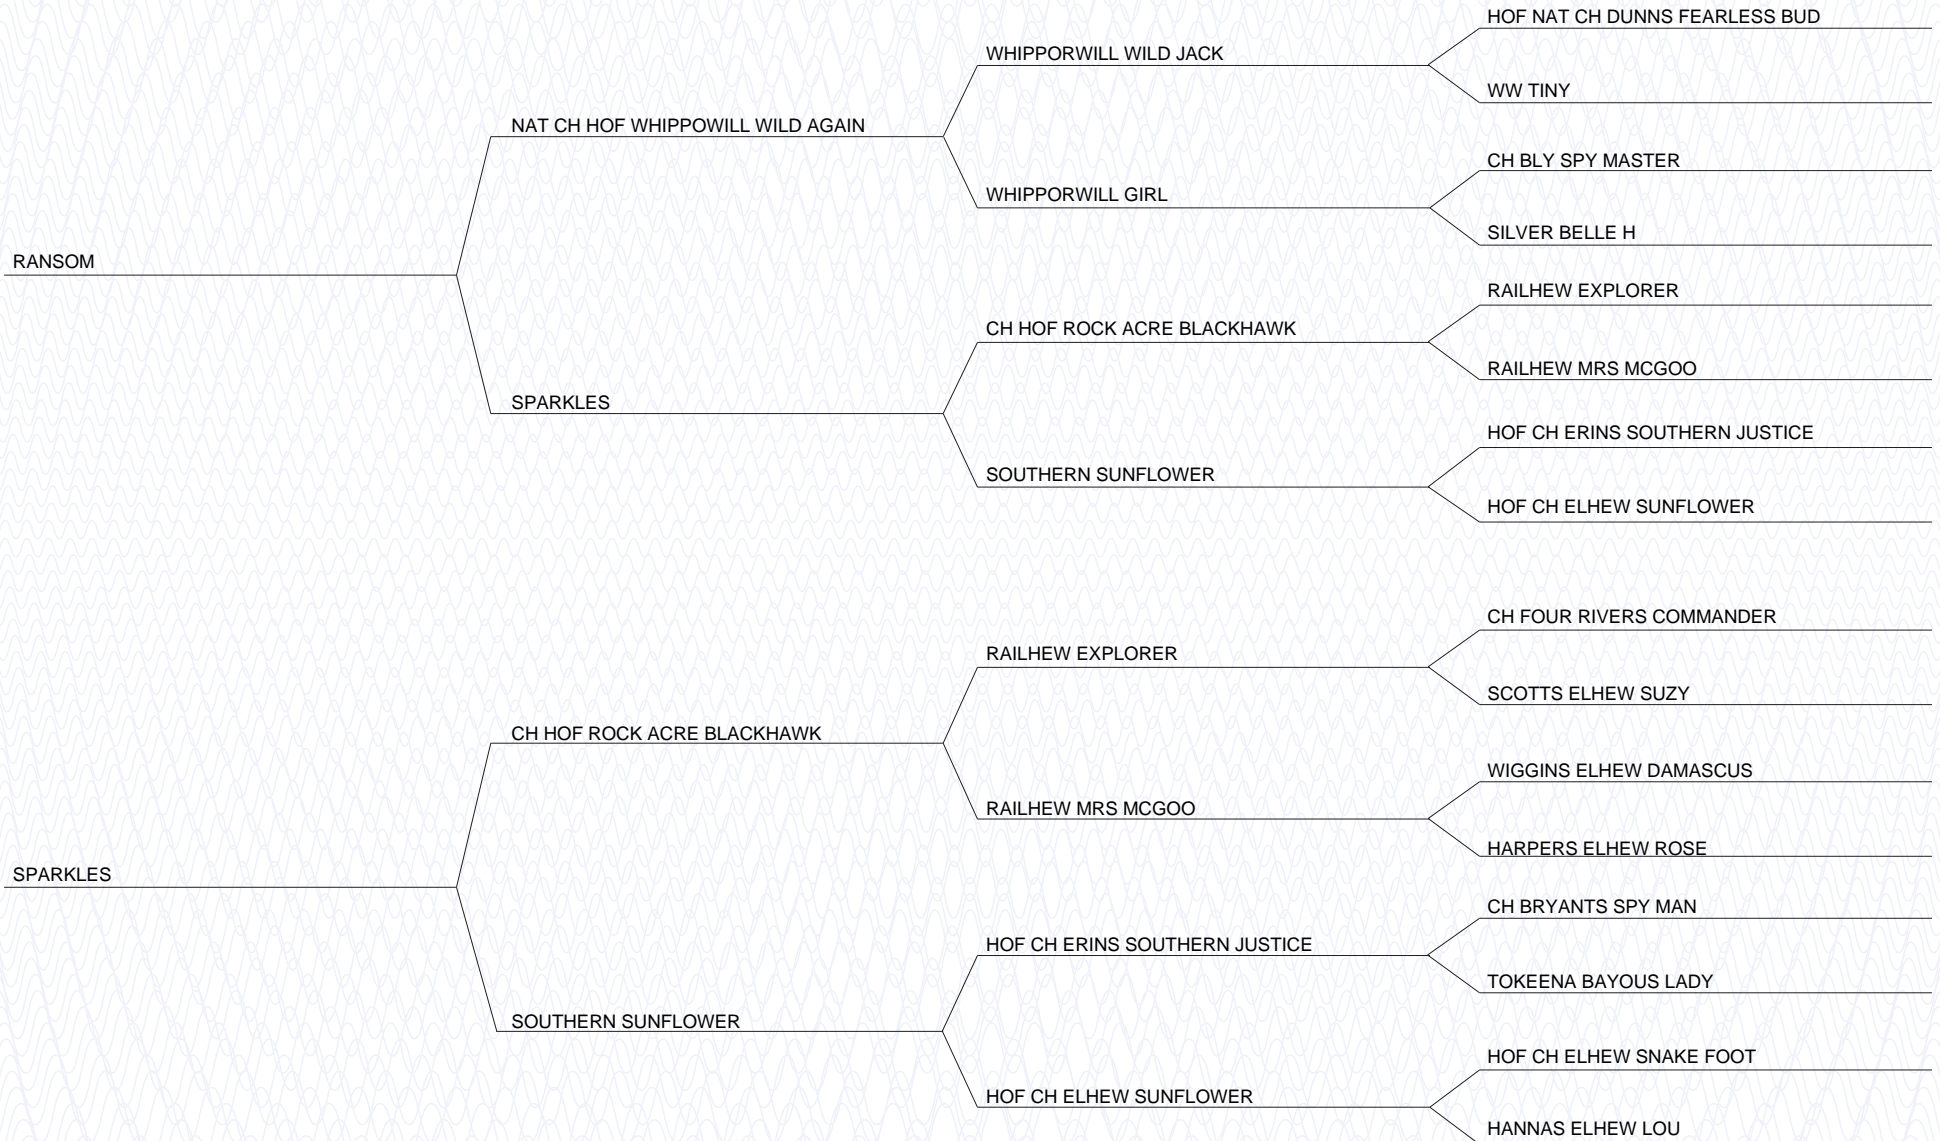 HOF NAT CH DUNNS FEARLESS BUD
WHIPPORWILL WILD JACK
WW TINY
NAT CH HOF WHIPPOWILL WILD AGAIN
CH BLY SPY MASTER
WHIPPORWILL GIRL
SILVER BELLE H
RANSOM
RAILHEW EXPLORER
CH HOF ROCK ACRE BLACKHAWK
RAILHEW MRS MCGOO
SPARKLES
HOF CH ERINS SOUTHERN JUSTICE
SOUTHERN SUNFLOWER
HOF CH ELHEW SUNFLOWER
CH FOUR RIVERS COMMANDER
RAILHEW EXPLORER
SCOTTS ELHEW SUZY
CH HOF ROCK ACRE BLACKHAWK
WIGGINS ELHEW DAMASCUS
RAILHEW MRS MCGOO
HARPERS ELHEW ROSE
SPARKLES
CH BRYANTS SPY MAN
HOF CH ERINS SOUTHERN JUSTICE
TOKEENA BAYOUS LADY
SOUTHERN SUNFLOWER
HOF CH ELHEW SNAKE FOOT
HOF CH ELHEW SUNFLOWER
HANNAS ELHEW LOU